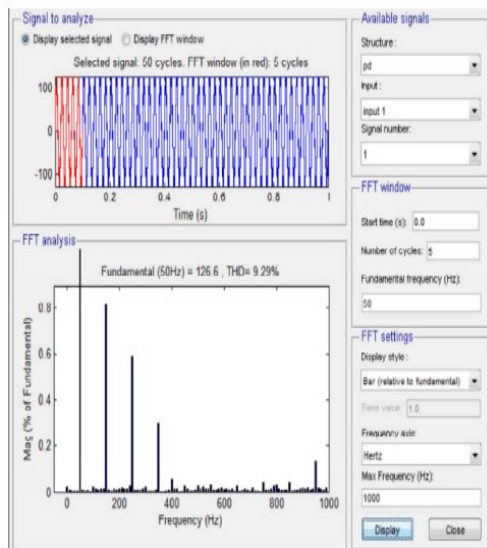 Signal to analyze
Display selected signal Display FFT window
Selected signal: 50 cycles. FFT window (in red): 5 cycles
100
0
-100
0 0.2 0.4 0.6 0.8 1
Time (s)
FFT analysis
Fundamental (50Hz) = 126.6 , THD= 9.29%
Mag (% of Fundamental)
0.8
0.6
0.4
0.2
0
0 200 400 600 800 1000
Frequency (Hz)
Available signals
Structure :
pd
Input :
input 1
Signal number:
1
FFT window
Start time (s): 0.0
Number of cycles: 5
Fundamental frequency (Hz):
50
FFT settings
Display style :
Bar (relative to fundamental)
Base value: 1.0
Frequency axis:
Hertz
Max Frequency (Hz):
1000
Display Close